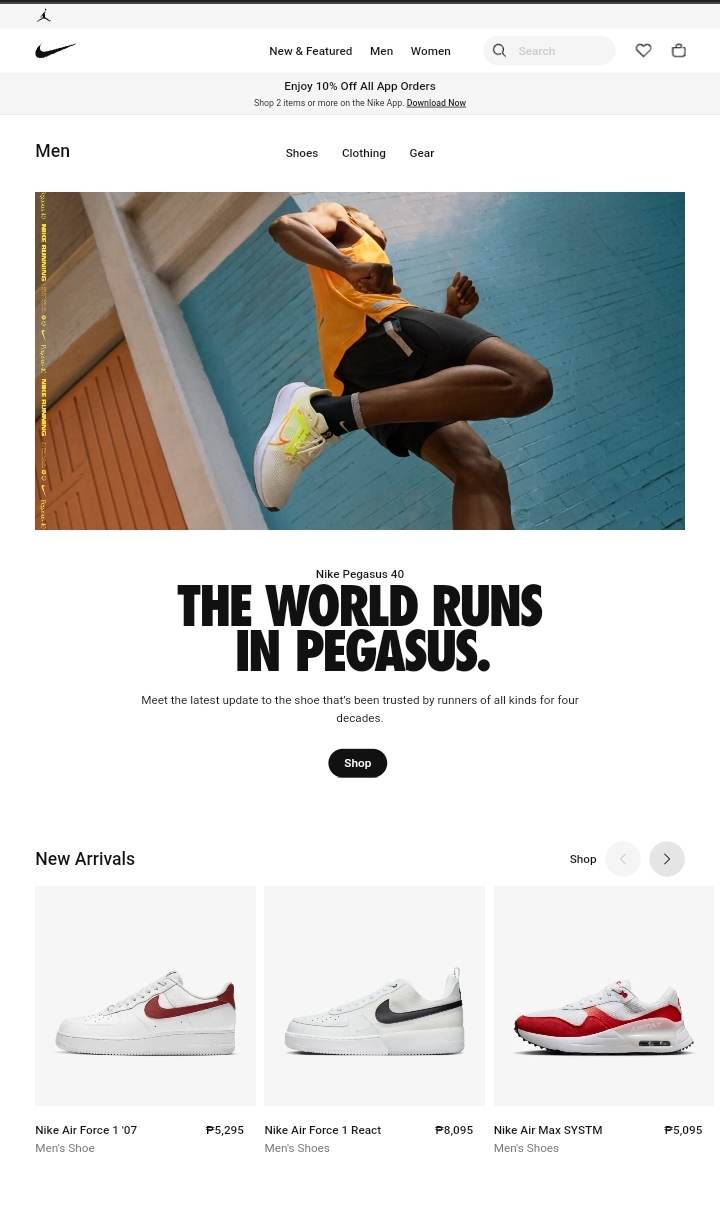 New & Featured Men Women Search
Enjoy 10% Off All App Orders
Shop 2 items or more on the Nike App. Download Now
Men Shoes Clothing Gear
NIKE RUNNING
NIKE RUNNING
Nike Pegasus 40
THE WORLD RUNS
IN PEGASUS.
Meet the latest update to the shoe that's been trusted by runners of all kinds for four
decades.
Shop
New Arrivals Shop
Nike Air Force 1 '07 ₱5,295 Nike Air Force 1 React ₱8,095 Nike Air Max SYSTM ₱5,095
Men's Shoe Men's Shoes Men's Shoes